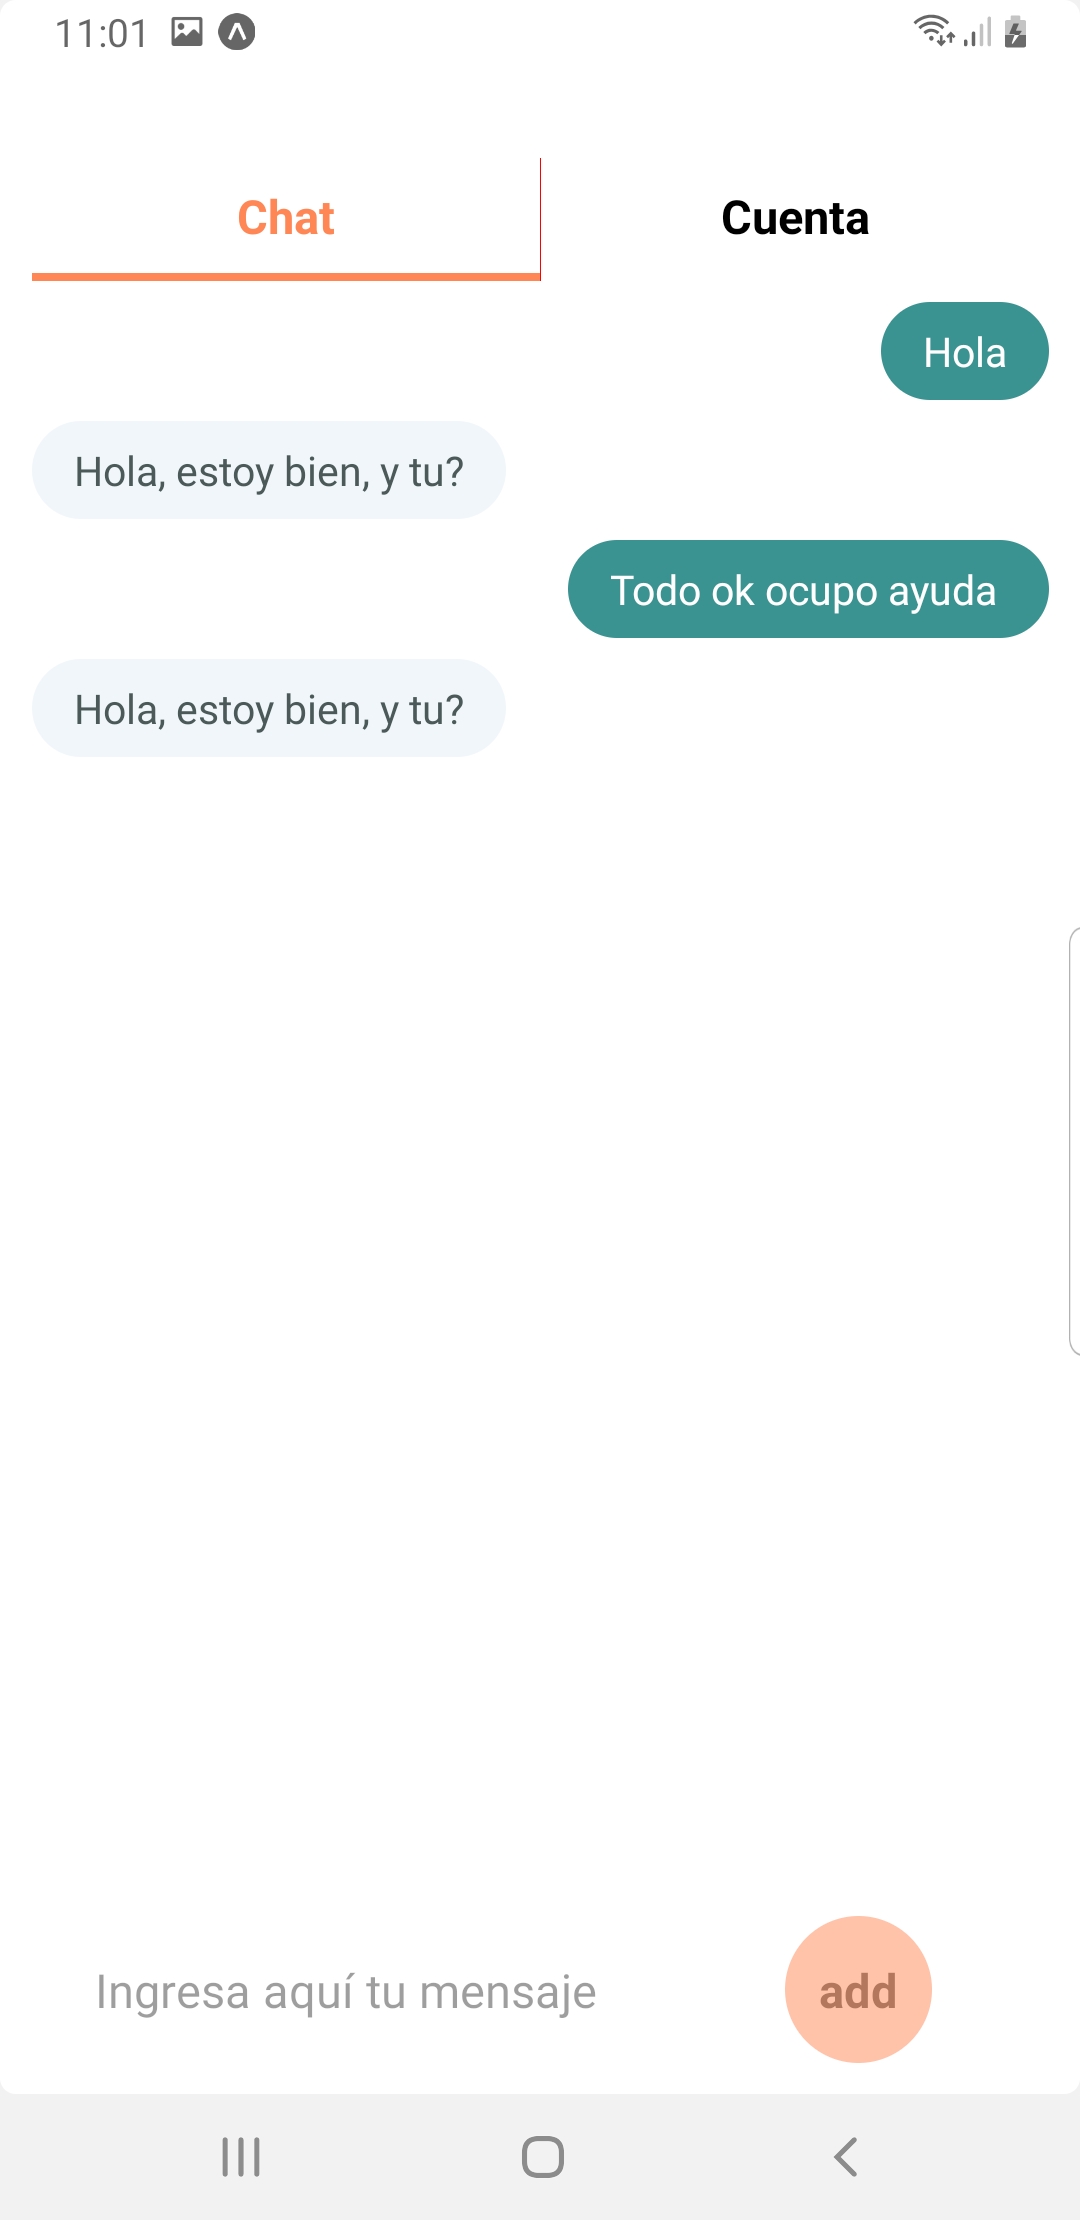 11:01
Chat
Cuenta
Hola
Hola, estoy bien, y tu?
Todo ok ocupo ayuda
Hola, estoy bien, y tu?
Ingresa aquí tu mensaje
add